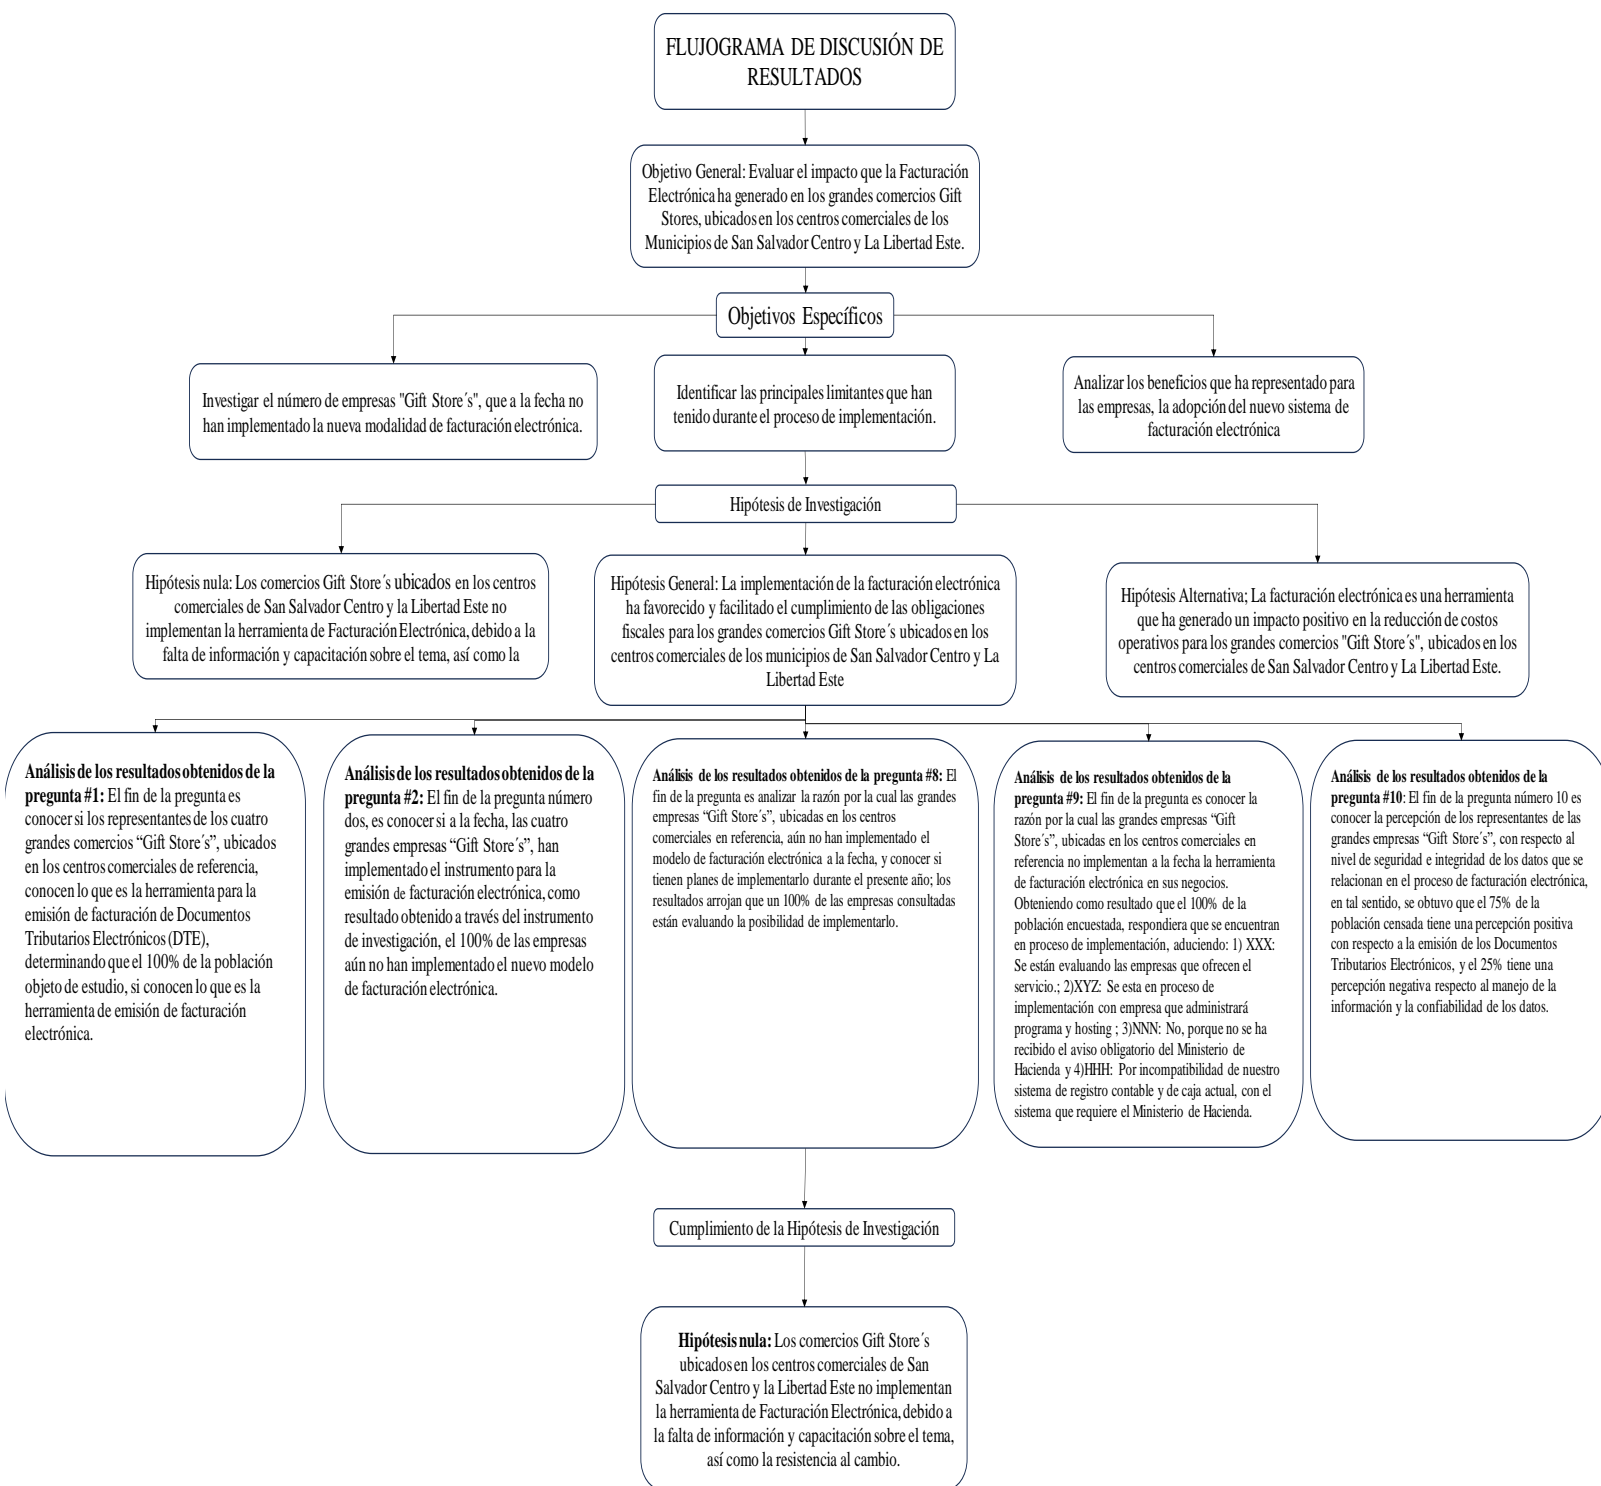 FLUJOGRAMA DE DISCUSIÓN DE
RESULTADOS
Objetivo General: Evaluar el impacto que la Facturación
Electrónica ha generado en los grandes comercios Gift
Stores, ubicados en los centros comerciales de los
Municipios de San Salvador Centro y La Libertad Este.
Objetivos Específicos
Investigar el número de empresas "Gift Store´s", que a la fecha no
han implementado la nueva modalidad de facturación electrónica.
Identificar las principales limitantes que han
tenido durante el proceso de implementación.
Analizar los beneficios que ha representado para
las empresas, la adopción del nuevo sistema de
facturación electrónica
Hipótesis de Investigación
Hipótesis nula: Los comercios Gift Store´s ubicados en los centros
comerciales de San Salvador Centro y la Libertad Este no
implementan la herramienta de Facturación Electrónica, debido a la
falta de información y capacitación sobre el tema, así como la
Hipótesis General: La implementación de la facturación electrónica
ha favorecido y facilitado el cumplimiento de las obligaciones
fiscales para los grandes comercios Gift Store´s ubicados en los
centros comerciales de los municipios de San Salvador Centro y La
Libertad Este
Hipótesis Alternativa; La facturación electrónica es una herramienta
que ha generado un impacto positivo en la reducción de costos
operativos para los grandes comercios "Gift Store´s", ubicados en los
centros comerciales de San Salvador Centro y La Libertad Este.
Análisis de los resultados obtenidos de la
pregunta #1: El fin de la pregunta es
conocer si los representantes de los cuatro
grandes comercios “Gift Store´s”, ubicados
en los centros comerciales de referencia,
conocen lo que es la herramienta para la
emisión de facturación de Documentos
Tributarios Electrónicos (DTE),
determinando que el 100% de la población
objeto de estudio, si conocen lo que es la
herramienta de emisión de facturación
electrónica.
Análisis de los resultados obtenidos de la
pregunta #2: El fin de la pregunta número
dos, es conocer si a la fecha, las cuatro
grandes empresas “Gift Store´s”, han
implementado el instrumento para la
emisión de facturación electrónica, como
resultado obtenido a través del instrumento
de investigación, el 100% de las empresas
aún no han implementado el nuevo modelo
de facturación electrónica.
Análisis de los resultados obtenidos de la pregunta #8: El
fin de la pregunta es analizar la razón por la cual las grandes
empresas “Gift Store´s”, ubicadas en los centros
comerciales en referencia, aún no han implementado el
modelo de facturación electrónica a la fecha, y conocer si
tienen planes de implementarlo durante el presente año; los
resultados arrojan que un 100% de las empresas consultadas
están evaluando la posibilidad de implementarlo.
Análisis de los resultados obtenidos de la
pregunta #9: El fin de la pregunta es conocer la
razón por la cual las grandes empresas “Gift
Store´s”, ubicadas en los centros comerciales en
referencia no implementan a la fecha la herramienta
de facturación electrónica en sus negocios.
Obteniendo como resultado que el 100% de la
población encuestada, respondiera que se encuentran
en proceso de implementación, aduciendo: 1) XXX:
Se están evaluando las empresas que ofrecen el
servicio.; 2)XYZ: Se esta en proceso de
implementación con empresa que administrará
programa y hosting ; 3)NNN: No, porque no se ha
recibido el aviso obligatorio del Ministerio de
Hacienda y 4)HHH: Por incompatibilidad de nuestro
sistema de registro contable y de caja actual, con el
sistema que requiere el Ministerio de Hacienda.
Análisis de los resultados obtenidos de la
pregunta #10: El fin de la pregunta número 10 es
conocer la percepción de los representantes de las
grandes empresas “Gift Store´s”, con respecto al
nivel de seguridad e integridad de los datos que se
relacionan en el proceso de facturación electrónica,
en tal sentido, se obtuvo que el 75% de la
población censada tiene una percepción positiva
con respecto a la emisión de los Documentos
Tributarios Electrónicos, y el 25% tiene una
percepción negativa respecto al manejo de la
información y la confiabilidad de los datos.
Cumplimiento de la Hipótesis de Investigación
Hipótesis nula: Los comercios Gift Store´s
ubicados en los centros comerciales de San
Salvador Centro y la Libertad Este no implementan
la herramienta de Facturación Electrónica, debido a
la falta de información y capacitación sobre el tema,
así como la resistencia al cambio.